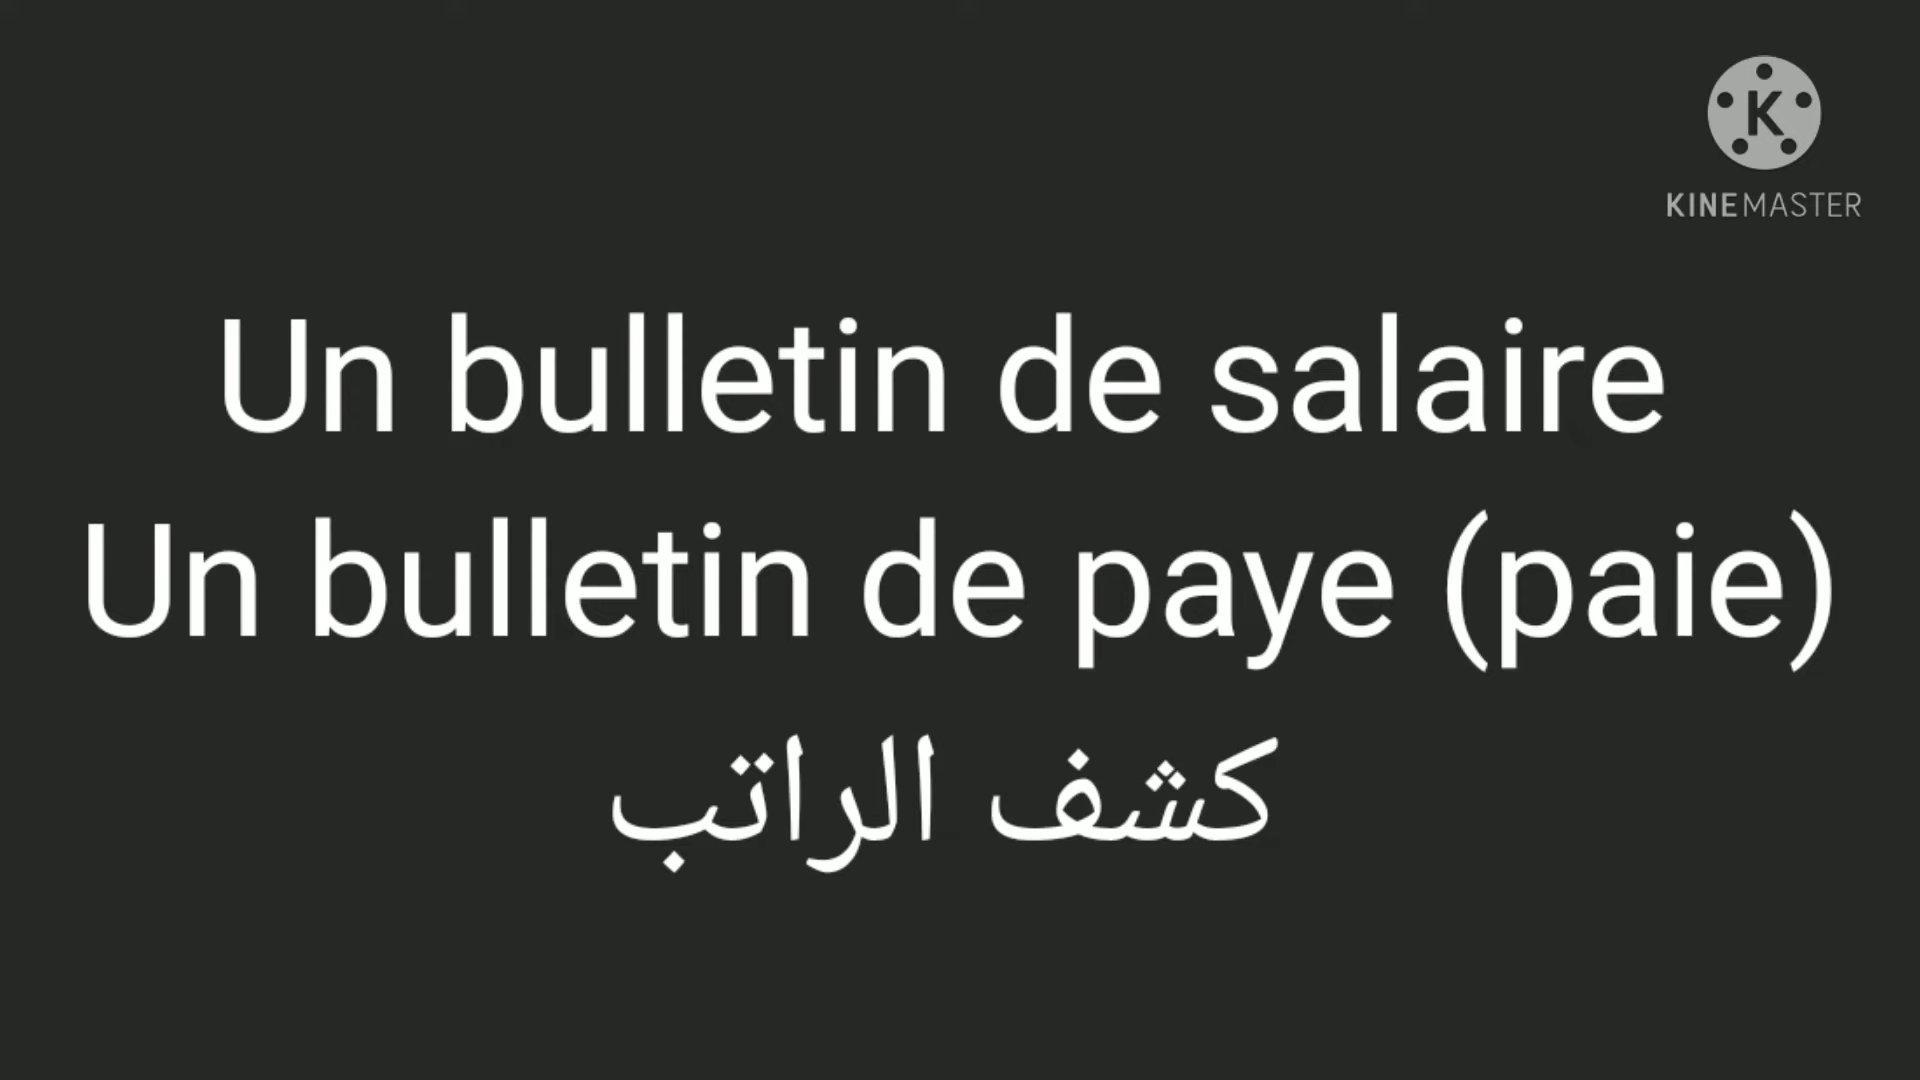 K
KINEMASTER
Un bulletin de salaire
Un bulletin de paye (paie)
كشف الراتب